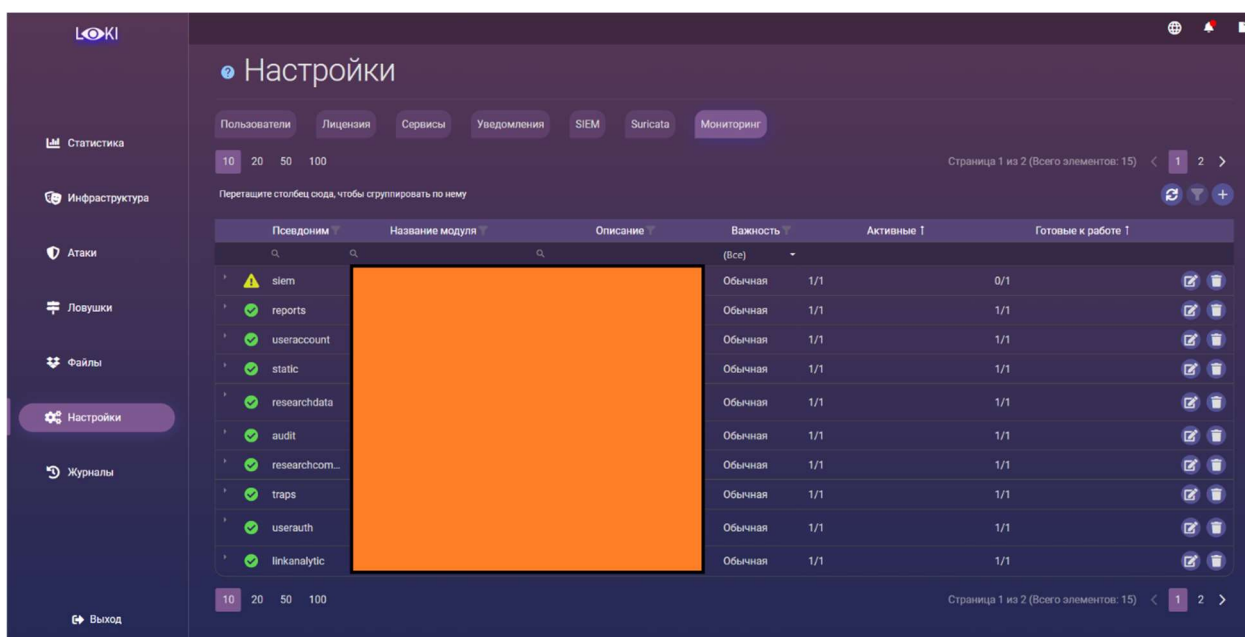 LOKI
Настройки
Пользователи Лицензия Сервисы Уведомления SIEM Suricata Мониторинг
10 20 50 100 Страница 1 из 2 (Всего элементов: 15) 1 2
Перетащите столбец сюда, чтобы сгруппировать по нему
Псевдоним Название модуля Описание Важность Активные ↑ Готовые к работе ↑
(Все)
siem Обычная 1/1 0/1
reports Обычная 1/1 1/1
useraccount Обычная 1/1 1/1
static Обычная 1/1 1/1
researchdata Обычная 1/1 1/1
audit Обычная 1/1 1/1
researchcom... Обычная 1/1 1/1
traps Обычная 1/1 1/1
userauth Обычная 1/1 1/1
linkanalytic Обычная 1/1 1/1
10 20 50 100 Страница 1 из 2 (Всего элементов: 15) 1 2
Статистика
Инфраструктура
Атаки
Ловушки
Файлы
Настройки
Журналы
Выход